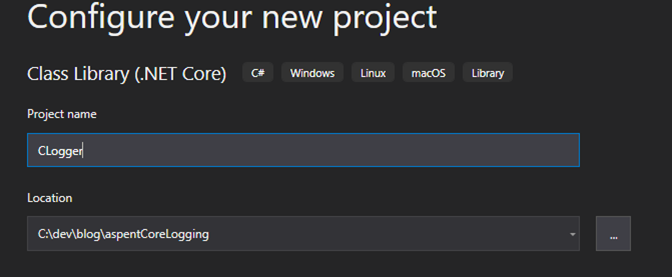 Configure your new project
Class Library (.NET Core) C# Windows Linux macOS Library
Project name
CLogger
Location
C:\dev\blog\aspentCoreLogging
...